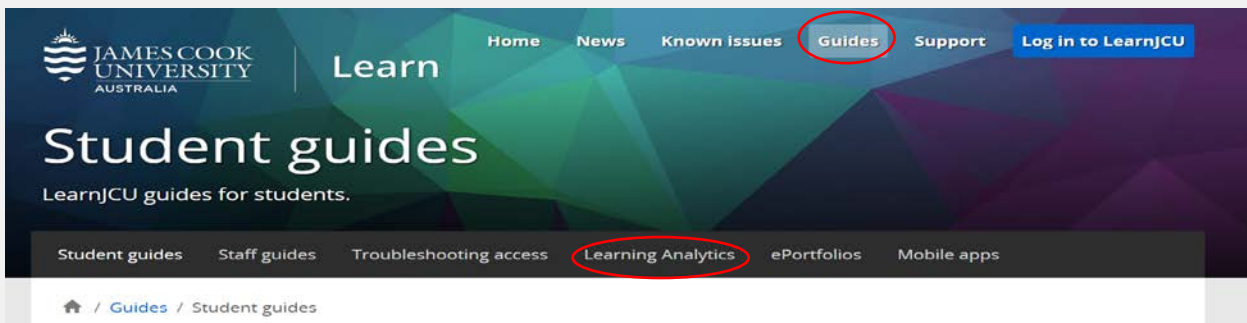 JAMES COOK
UNIVERSITY
AUSTRALIA
Learn
Home News Known issues Guides Support Log in to LearnJCU
Student guides
LearnJCU guides for students.
Student guides Staff guides Troubleshooting access Learning Analytics ePortfolios Mobile apps
/ Guides / Student guides